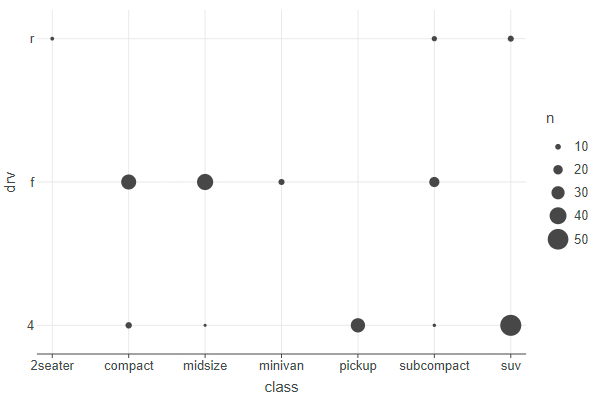 r
f
4
drv
2seater compact midsize minivan pickup subcompact suv
class
n
10
20
30
40
50